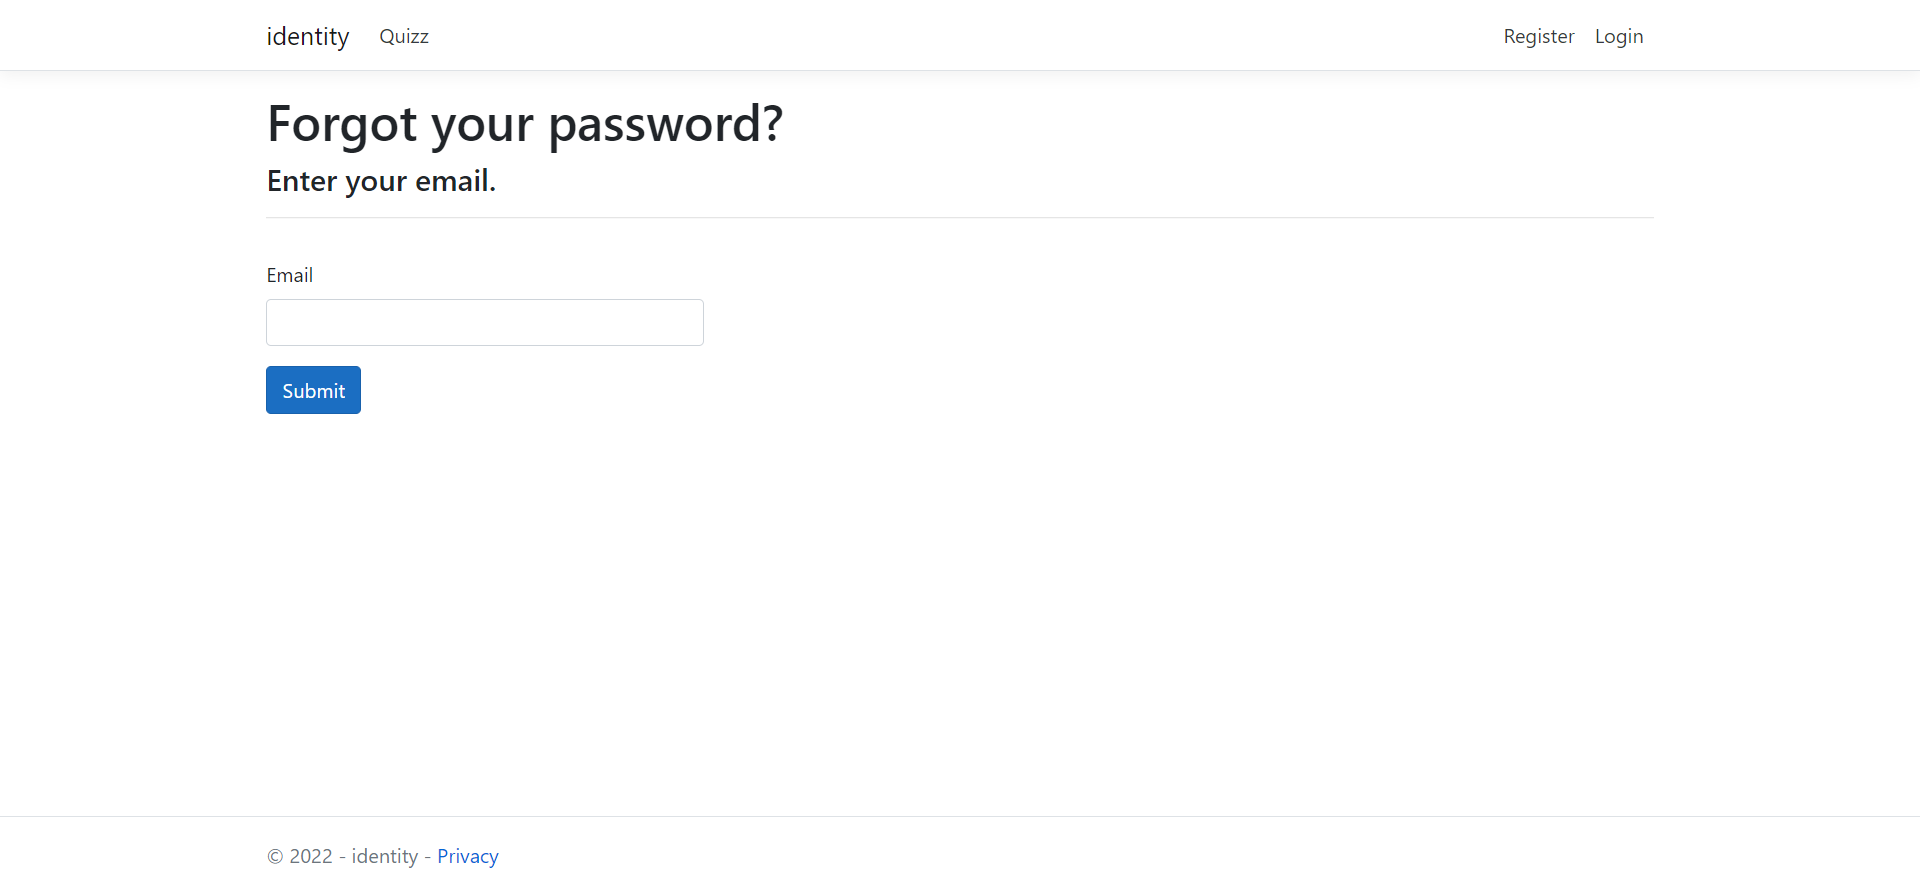 identity Quizz Register Login
Forgot your password?
Enter your email.
Email
Submit
© 2022 - identity - Privacy